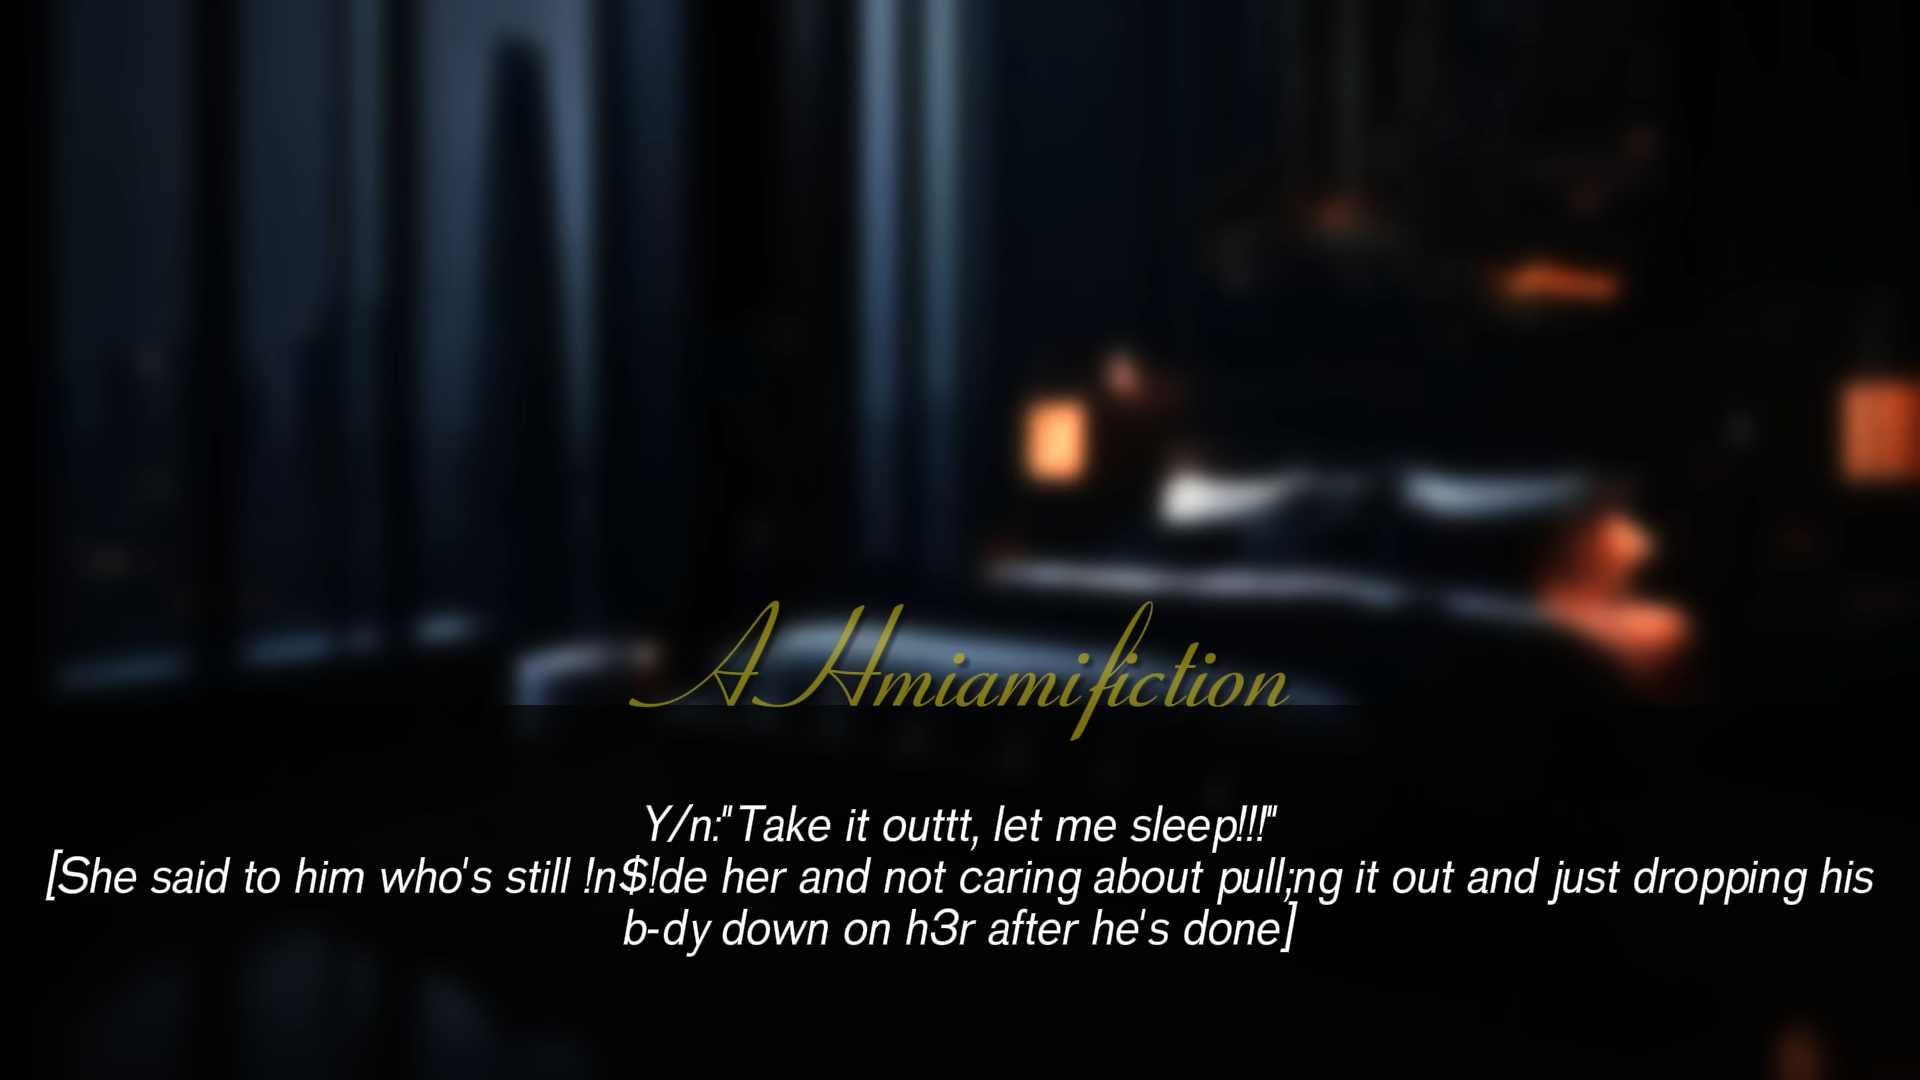 A Hmiamifiction
Y/n:"Take it outtt, let me sleep!!!"
[She said to him who's still !n$!de her and not caring about pull;ng it out and just dropping his
b-dy down on h3r after he's done]